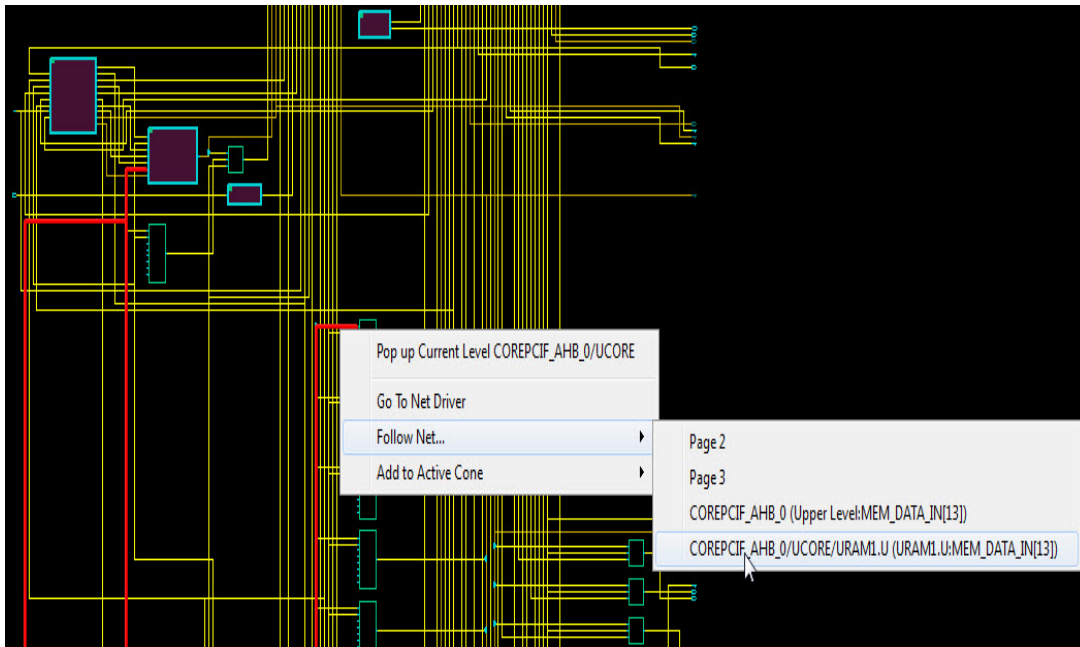 Pop up Current Level COREPCIF_AHB_0/UCORE
Go To Net Driver
Follow Net...
Add to Active Cone
Page 2
Page 3
COREPCIF_AHB_0 (Upper Level:MEM_DATA_IN[13])
COREPCIF_AHB_0/UCORE/URAM1.U (URAM1.U:MEM_DATA_IN[13])